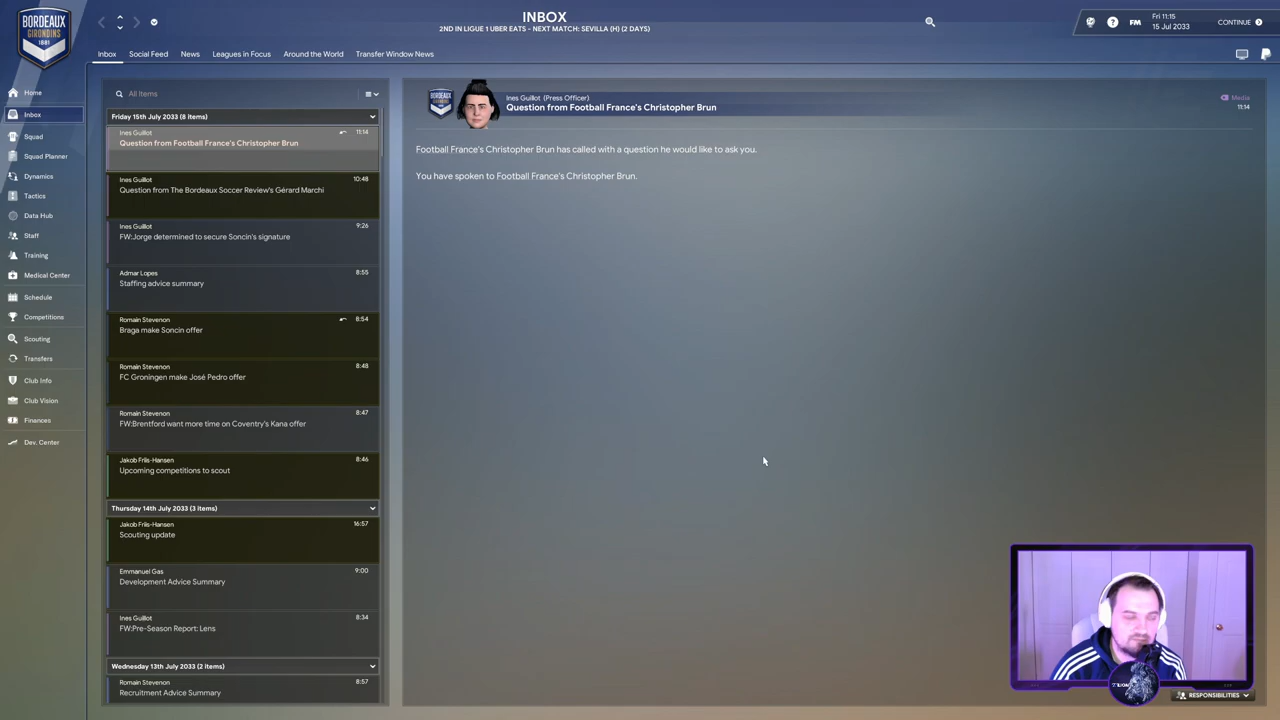 BORDEAUX
GIRONDINS
1881
INBOX
2ND IN LIGUE 1 UBER EATS - NEXT MATCH: SEVILLA (H) (2 DAYS)
FM
Fri 11:15
15 Jul 2033
CONTINUE
Inbox
Social Feed
News
Leagues in Focus
Around the World
Transfer Window News
Home
Inbox
Squad
Squad Planner
Dynamics
Tactics
Data Hub
Staff
Training
Medical Center
Schedule
Competitions
Scouting
Transfers
Club Info
Club Vision
Finances
Dev. Center
All Items
Friday 15th July 2033 (8 items)
Ines Guillot 11:14
Question from Football France's Christopher Brun
Ines Guillot 10:48
Question from The Bordeaux Soccer Review's Gérard Marchi
Ines Guillot 9:26
FW:Jorge determined to secure Soncin's signature
Admar Lopes 8:55
Staffing advice summary
Romain Stevenon 8:54
Braga make Soncin offer
Romain Stevenon 8:48
FC Groningen make José Pedro offer
Romain Stevenon 8:47
FW:Brentford want more time on Coventry's Kana offer
Jakob Friis-Hansen 8:46
Upcoming competitions to scout
Thursday 14th July 2033 (3 items)
Jakob Friis-Hansen 16:57
Scouting update
Emmanuel Gas 9:00
Development Advice Summary
Ines Guillot 8:34
FW:Pre-Season Report: Lens
Wednesday 13th July 2033 (2 items)
Romain Stevenon 8:57
Recruitment Advice Summary
Ines Guillot (Press Officer)
Question from Football France's Christopher Brun
Media
11:14
Football France's Christopher Brun has called with a question he would like to ask you.
You have spoken to Football France's Christopher Brun.
RESPONSIBILITIES